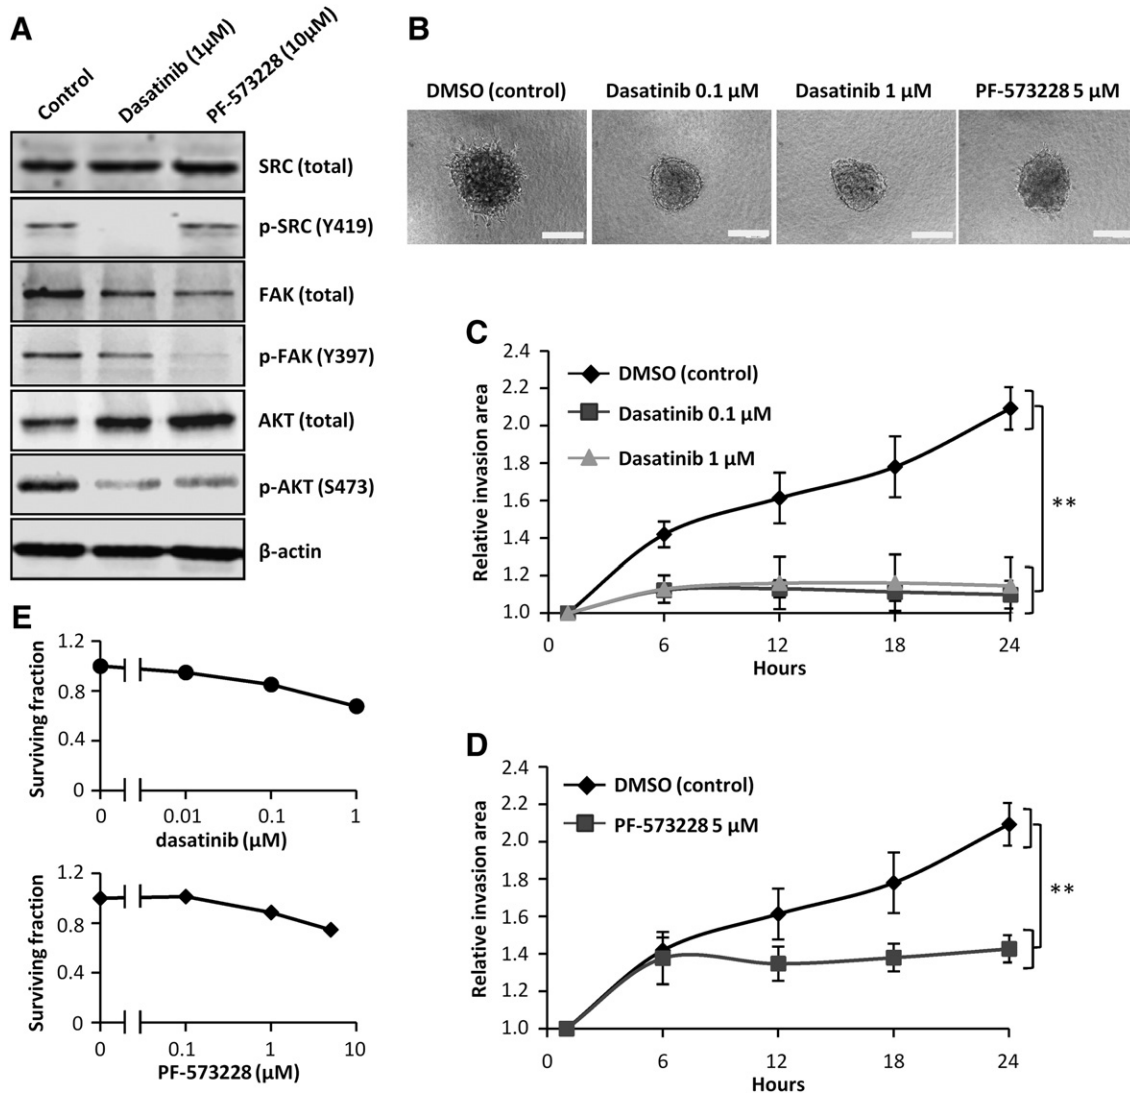 A
Control
Dasatinib (1µM)
PF-573228 (10µM)
SRC (total)
p-SRC (Y419)
FAK (total)
p-FAK (Y397)
AKT (total)
p-AKT (S473)
β-actin
B
DMSO (control)
Dasatinib 0.1 µM
Dasatinib 1 µM
PF-573228 5 µM
C
Relative invasion area
2.4
2.2
2.0
1.8
1.6
1.4
1.2
1.0
DMSO (control)
Dasatinib 0.1 µM
Dasatinib 1 µM
**
0 6 12 18 24
Hours
D
Relative invasion area
2.4
2.2
2.0
1.8
1.6
1.4
1.2
1.0
DMSO (control)
PF-573228 5 µM
**
0 6 12 18 24
Hours
E
Surviving fraction
1.2
0.8
0.4
0
0 0.01 0.1 1
dasatinib (µM)
Surviving fraction
1.2
0.8
0.4
0
0 0.1 1 10
PF-573228 (µM)